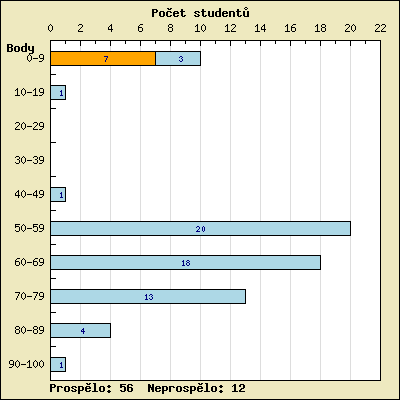 Počet studentů
0 2 4 6 8 10 12 14 16 18 20 22
Body
0-9 7 3
10-19 1
20-29
30-39
40-49 1
50-59 20
60-69 18
70-79 13
80-89 4
90-100 1
Prospělo: 56 Neprospělo: 12